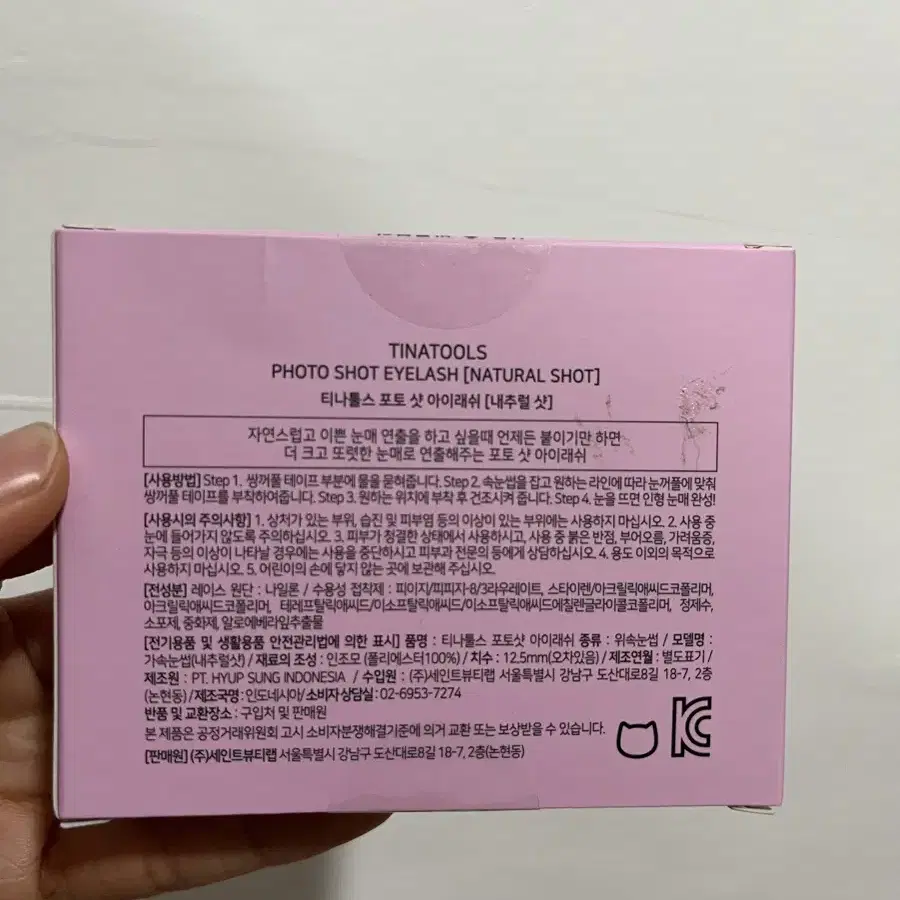 TINATOOLS
PHOTO SHOT EYELASH [NATURAL SHOT]
티나툴스 포토 샷 아이래쉬 [내추럴 샷]
자연스럽고 이쁜 눈매 연출을 하고 싶을때 언제든 붙이기만 하면
더 크고 또렷한 눈매로 연출해주는 포토 샷 아이래쉬
[사용방법] Step 1. 쌍꺼풀 테이프 부분에 물을 묻혀줍니다. Step 2. 속눈썹을 잡고 원하는 라인에 따라 눈꺼풀에 맞춰
쌍꺼풀 테이프를 부착하여줍니다. Step 3. 원하는 위치에 부착 후 건조시켜 줍니다. Step 4. 눈을 뜨면 인형 눈매 완성!
[사용시의 주의사항] 1. 상처가 있는 부위, 습진 및 피부염 등의 이상이 있는 부위에는 사용하지 마십시오. 2. 사용 중
눈에 들어가지 않도록 주의하십시오. 3. 피부가 청결한 상태에서 사용하시고, 사용 중 붉은 반점, 부어오름, 가려움증,
자극 등의 이상이 나타날 경우에는 사용을 중단하시고 피부과 전문의 등에게 상담하십시오. 4. 용도 이외의 목적으로
사용하지 마십시오. 5. 어린이의 손에 닿지 않는 곳에 보관해 주십시오.
[전성분] 레이스 원단 : 나일론 / 수용성 접착제 : 피이지/피피지-8/3라우레이트, 스타이렌/아크릴릭애씨드코폴리머,
아크릴릭애씨드코폴리머, 테레프탈릭애씨드/이소프탈릭애씨드/이소프탈릭애씨드에칠렌글라이콜코폴리머, 정제수,
소포제, 중화제, 알로에베라잎추출물
[전기용품 및 생활용품 안전관리법에 의한 표시] 품명 : 티나툴스 포토샷 아이래쉬 종류 : 위속눈썹 / 모델명 :
가속눈썹(내추럴샷) / 재료의 조성 : 인조모 (폴리에스터100%) / 치수 : 12.5mm(오차있음) / 제조연월 : 별도표기 /
제조원 : PT. HYUP SUNG INDONESIA / 수입원 : (주)세인트뷰티랩 서울특별시 강남구 도산대로8길 18-7, 2층
(논현동)/제조국명 : 인도네시아/소비자상담실: 02-6953-7274
반품 및 교환장소 : 구입처 및 판매원
본 제품은 공정거래위원회 고시 소비자분쟁해결기준에 의거 교환 또는 보상받을 수 있습니다.
[판매원] (주)세인트뷰티랩 서울특별시 강남구 도산대로8길 18-7, 2층(논현동)